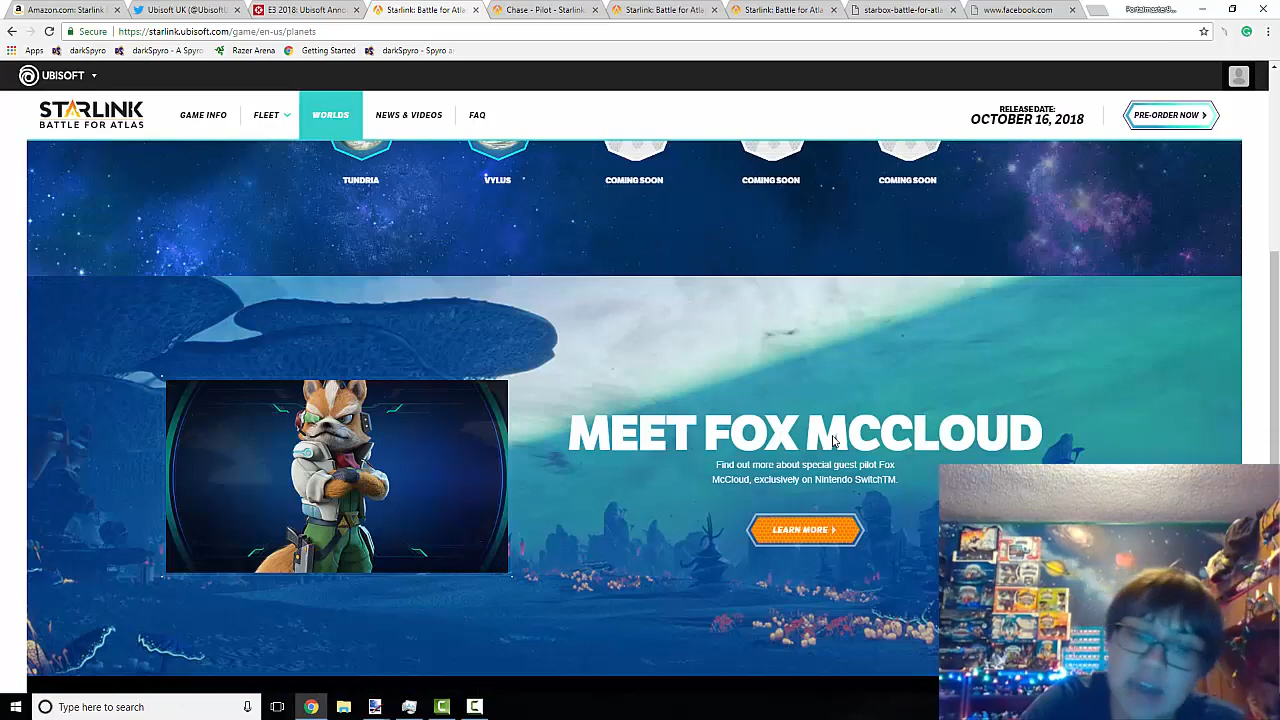 Amazon.com: Starlink
Ubisoft UK (@Ubisoft
E3 2018: Ubisoft Anno
Starlink: Battle for Atla
Chase - Pilot - Starlink
Starlink: Battle for Atla
Starlink: Battle for Atla
starbox-battle-for-atla
www.facebook.com
Secure
https://starlink.ubisoft.com/game/en-us/planets
Apps
darkSpyro
darkSpyro - A Spyro
Razer Arena
Getting Started
darkSpyro - Spyro
UBISOFT
STARLINK
BATTLE FOR ATLAS
GAME INFO
FLEET
WORLDS
NEWS & VIDEOS
FAQ
RELEASE DATE:
OCTOBER 16, 2018
PRE-ORDER NOW
TUNDRIA
VYLUS
COMING SOON
COMING SOON
COMING SOON
MEET FOX MCCLOUD
Find out more about special guest pilot Fox
McCloud, exclusively on Nintendo SwitchTM.
LEARN MORE
Type here to search